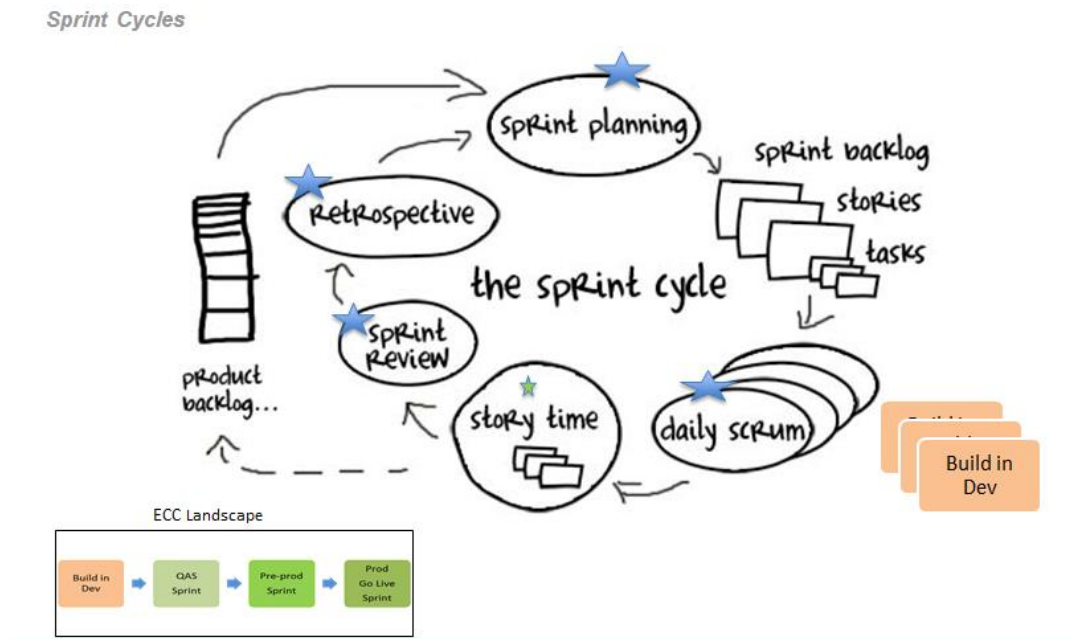 Sprint Cycles
sprint planning
sprint backlog
stories
tasks
Retrospective
the sprint cycle
sprint
Review
product
backlog...
story time
daily scrum
Build in
Dev
ECC Landscape
Build in
Dev
QAS
Sprint
Pre-prod
Sprint
Prod
Go Live
Sprint